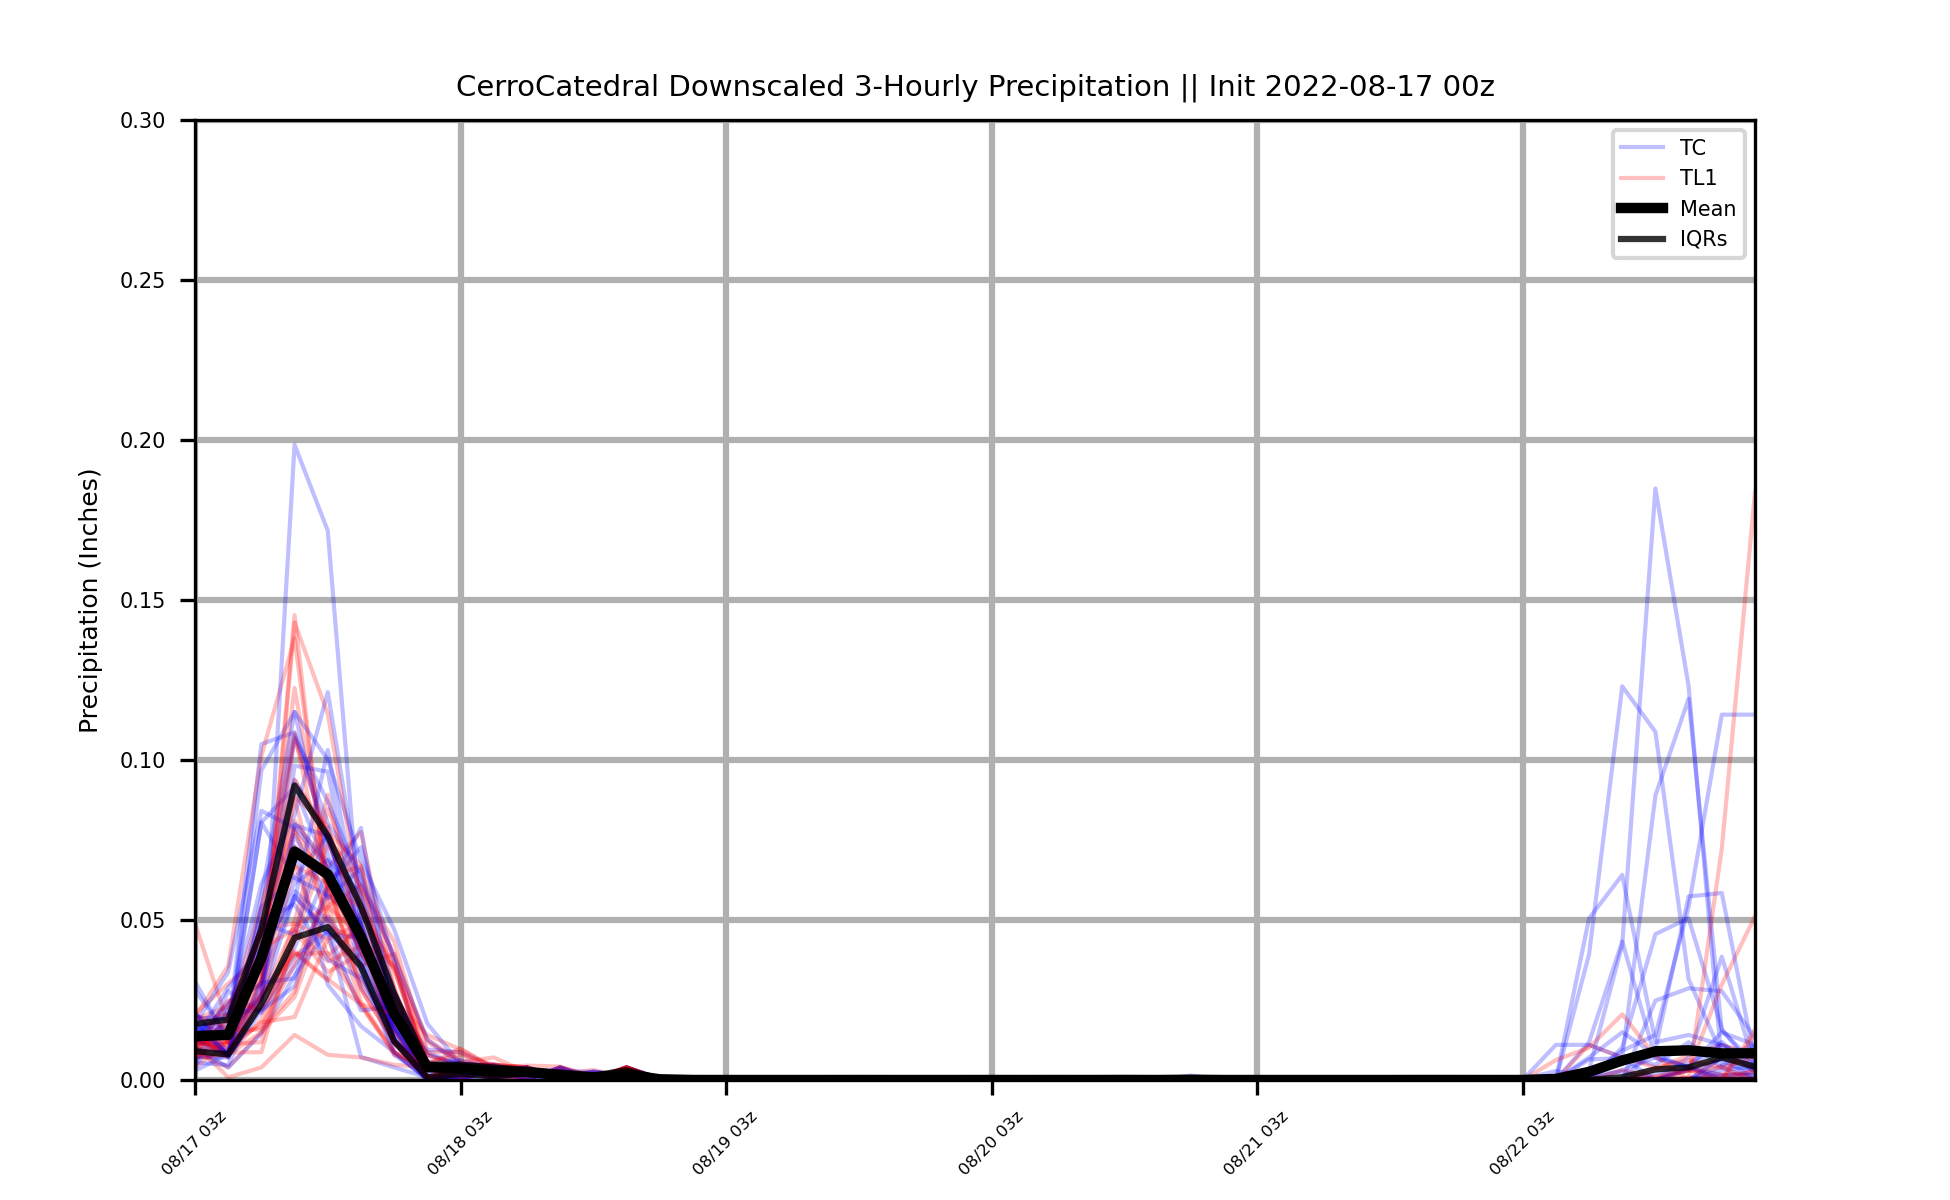 CerroCatedral Downscaled 3-Hourly Precipitation || Init 2022-08-17 00z
0.30
0.25
0.20
0.15
0.10
0.05
0.00
Precipitation (Inches)
TC
TL1
Mean
IQRs
08/17 03z
08/18 03z
08/19 03z
08/20 03z
08/21 03z
08/22 03z